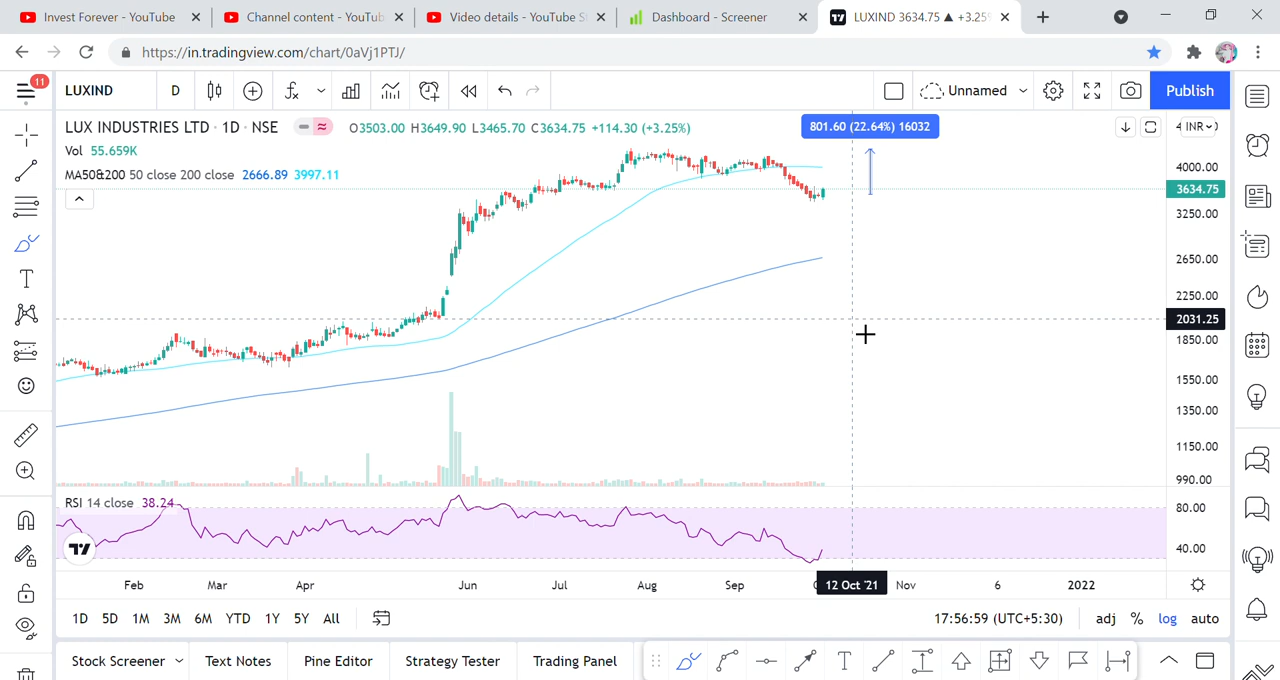 Invest Forever - YouTube
Channel content - YouTub
Video details - YouTube S
Dashboard - Screener
LUXIND 3634.75 ▲ +3.25%
https://in.tradingview.com/chart/0aVj1PTJ/
11
LUXIND
D
Unnamed
Publish
LUX INDUSTRIES LTD · 1D · NSE
O3503.00 H3649.90 L3465.70 C3634.75 +114.30 (+3.25%)
801.60 (22.64%) 16032
INR
Vol 55.659K
MA50&200 50 close 200 close 2666.89 3997.11
4000.00
3634.75
3250.00
2650.00
2250.00
2031.25
1850.00
1550.00
1350.00
1150.00
990.00
RSI 14 close 38.24
80.00
40.00
Feb Mar Apr Jun Jul Aug Sep 12 Oct '21 Nov 6 2022
1D 5D 1M 3M 6M YTD 1Y 5Y All
17:56:59 (UTC+5:30)
adj % log auto
Stock Screener Text Notes Pine Editor Strategy Tester Trading Panel